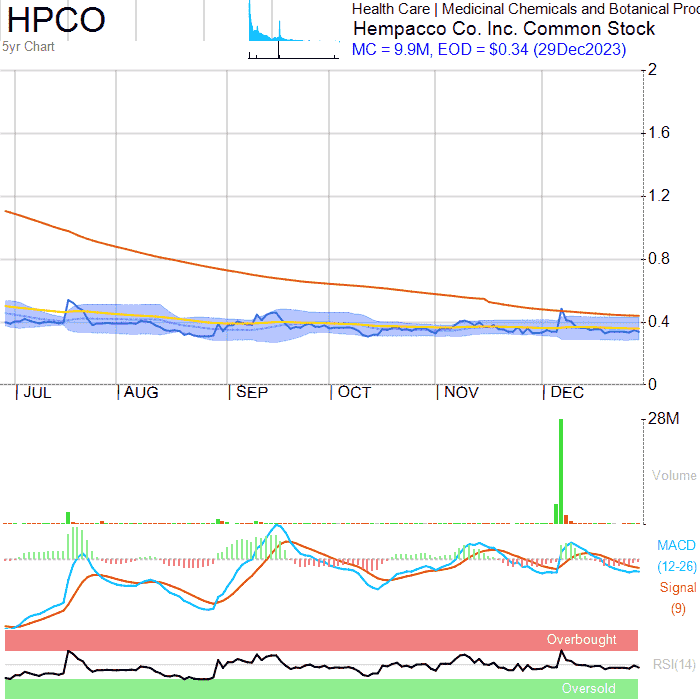 HPCO
5yr Chart
Health Care | Medicinal Chemicals and Botanical Proc
Hempacco Co. Inc. Common Stock
MC = 9.9M, EOD = $0.34 (29Dec2023)
2
1.6
1.2
0.8
0.4
0
JUL
AUG
SEP
OCT
NOV
DEC
28M
Volume
MACD
(12-26)
Signal
(9)
Overbought
RSI(14)
Oversold